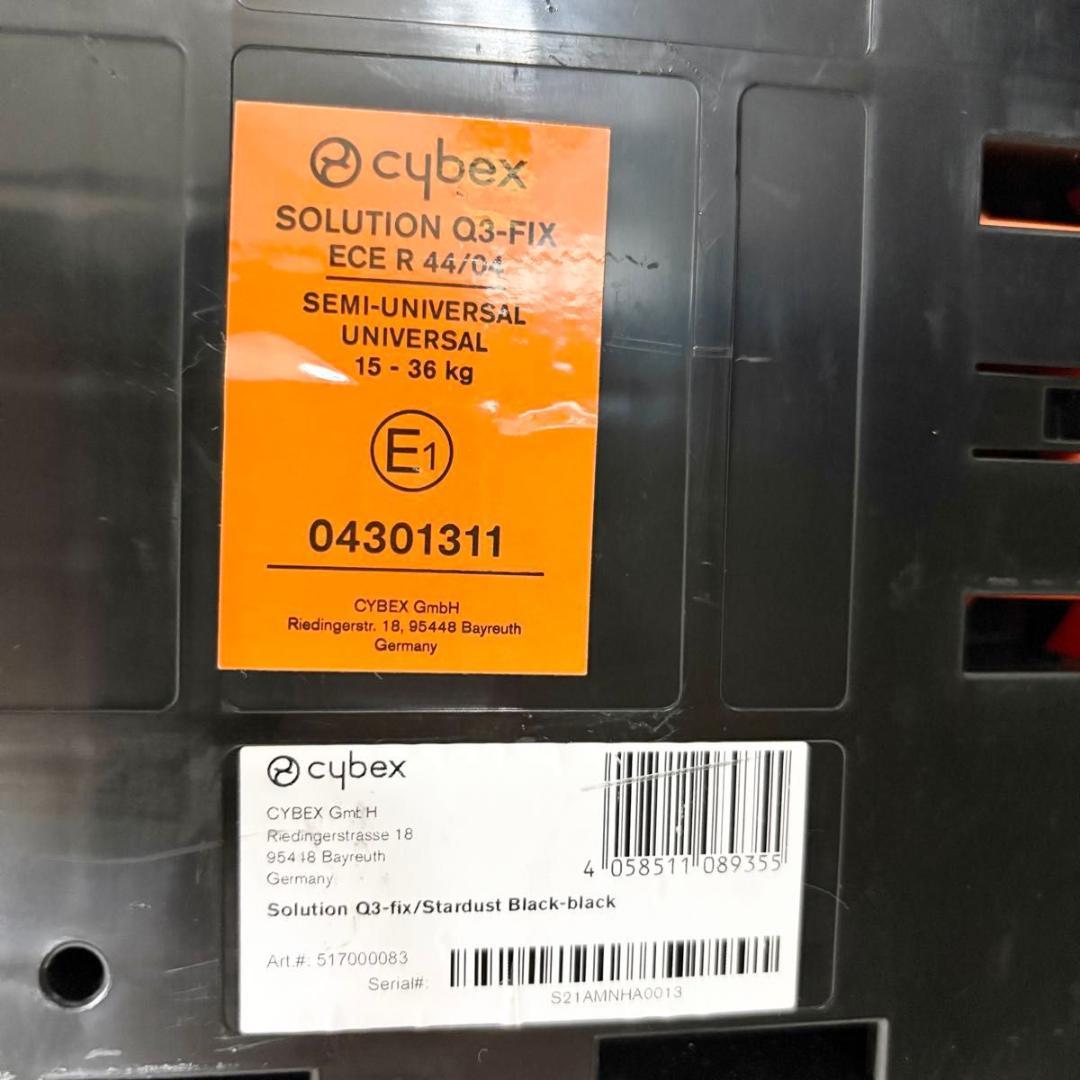 cybex
SOLUTION Q3-FIX
ECE R 44/04
SEMI-UNIVERSAL
UNIVERSAL
15 - 36 kg
E1
04301311
CYBEX GmbH
Riedingerstr. 18, 95448 Bayreuth
Germany
cybex
CYBEX GmbH
Riedingerstrasse 18
95448 Bayreuth
Germany
4 058511 089355
Solution Q3-fix/Stardust Black-black
Art.#: 517000083
Serial#:
S21AMNHA0013